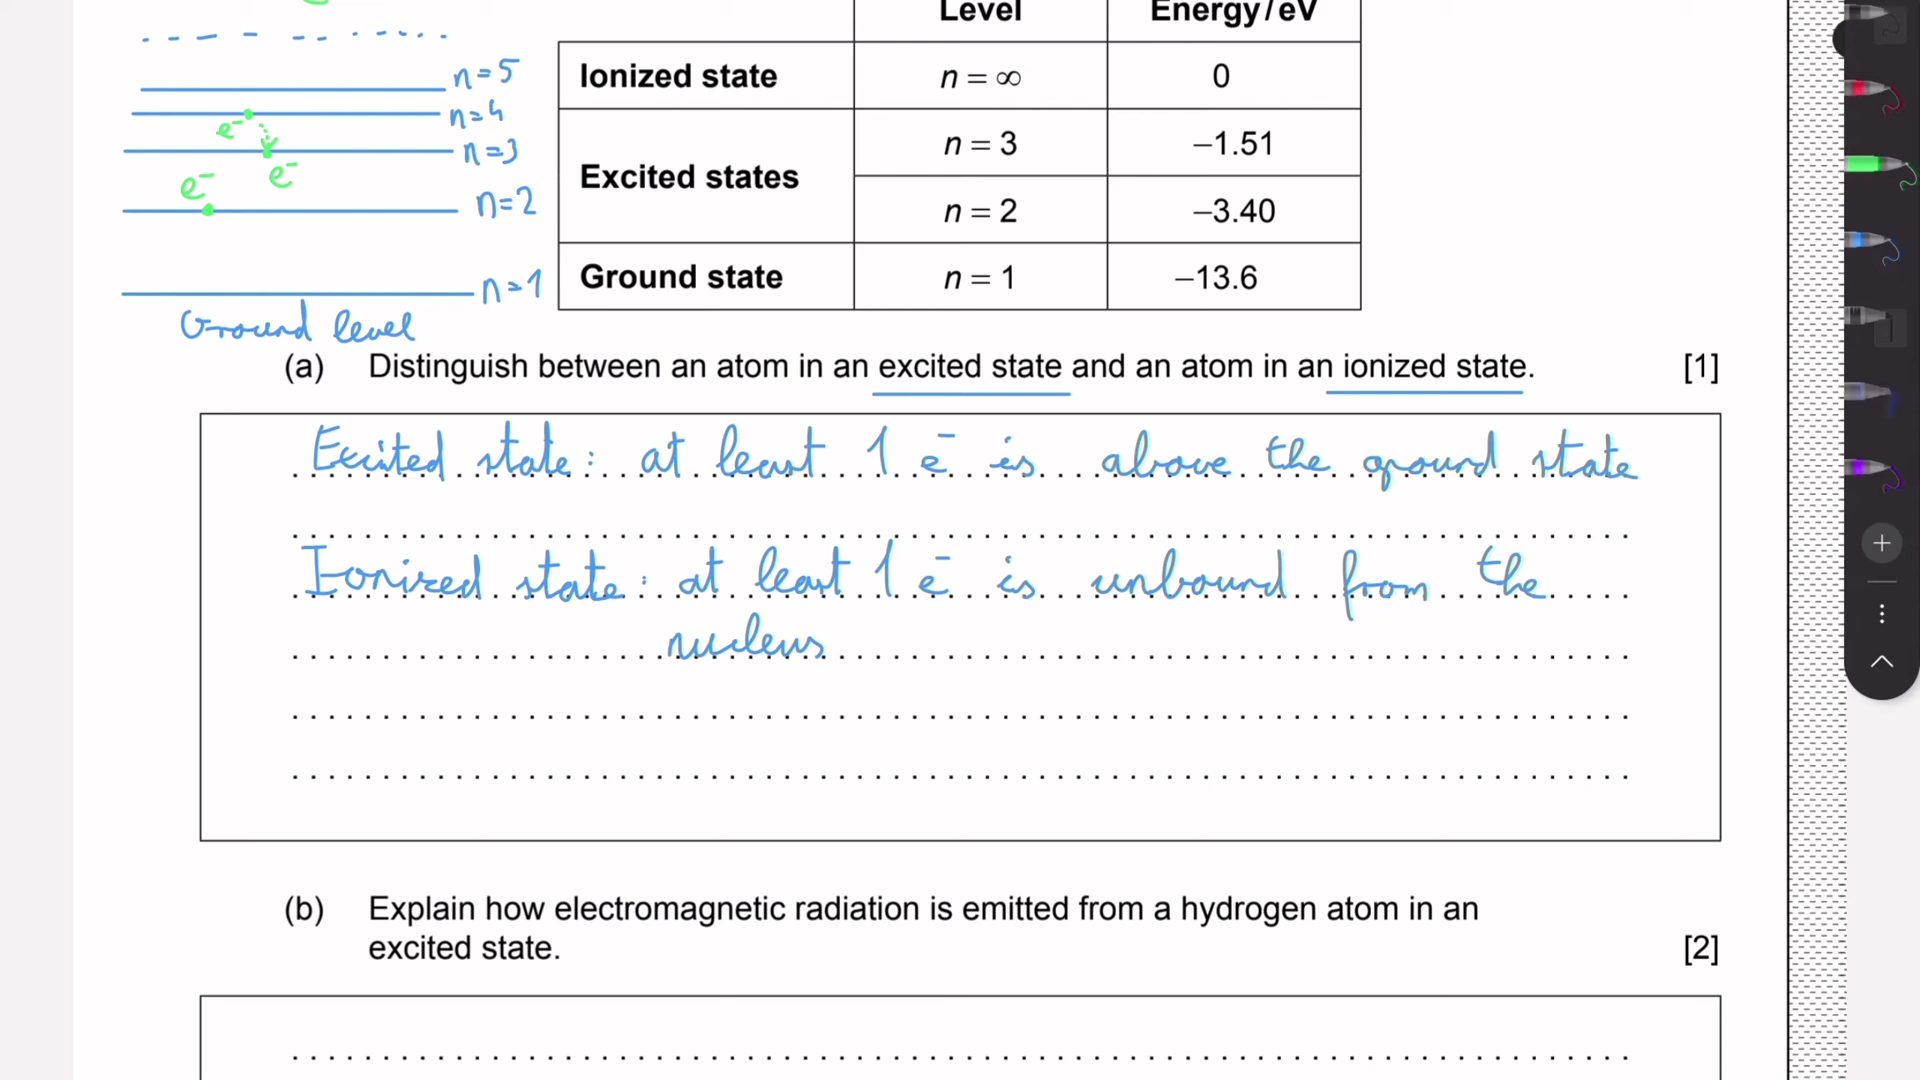 Level Energy/eV
n=5
Ionized state n = ∞ 0
n=4
e⁻
n=3
Excited states n = 3 −1.51
e⁻ e⁻
n=2
n = 2 −3.40
n=1
Ground state n = 1 −13.6
Ground level
(a) Distinguish between an atom in an excited state and an atom in an ionized state. [1]
Excited state: at least 1 e⁻ is above the ground state
Ionized state: at least 1 e⁻ is unbound from the
nucleus
(b) Explain how electromagnetic radiation is emitted from a hydrogen atom in an
excited state. [2]